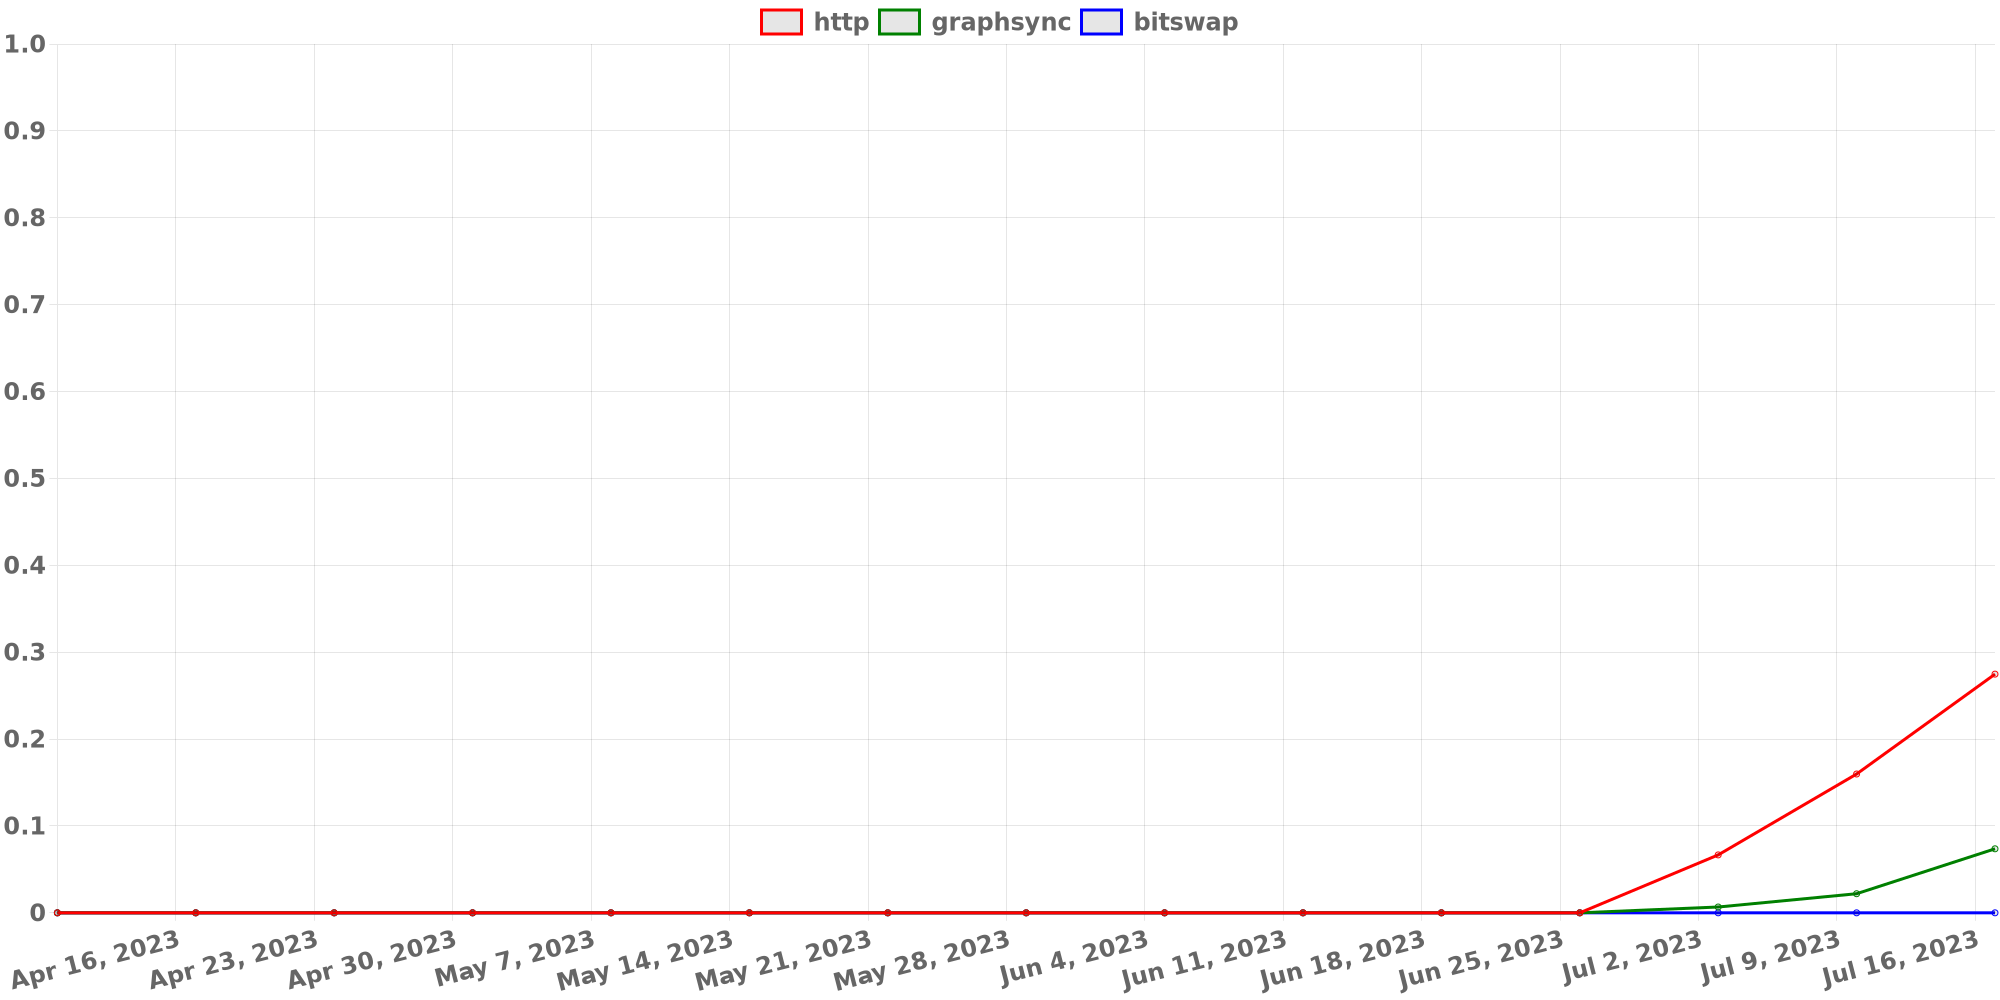 http graphsync bitswap
1.0
0.9
0.8
0.7
0.6
0.5
0.4
0.3
0.2
0.1
0
Apr 16, 2023
Apr 23, 2023
Apr 30, 2023
May 7, 2023
May 14, 2023
May 21, 2023
May 28, 2023
Jun 4, 2023
Jun 11, 2023
Jun 18, 2023
Jun 25, 2023
Jul 2, 2023
Jul 9, 2023
Jul 16, 2023